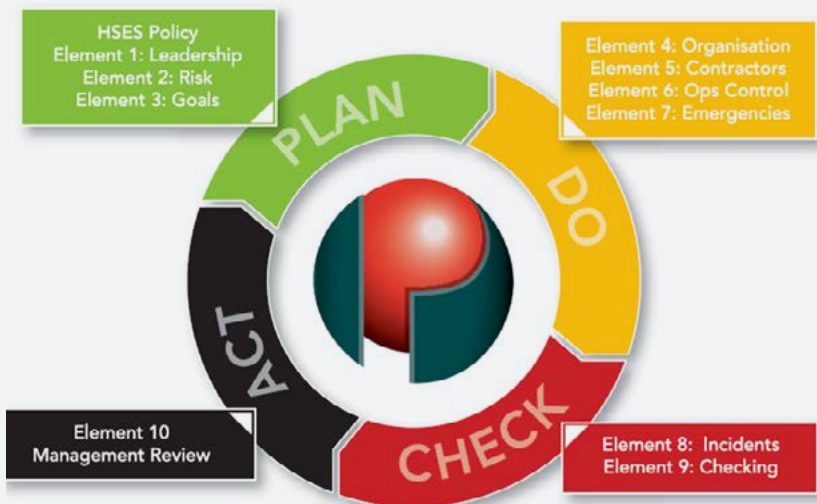 HSES Policy
Element 1: Leadership
Element 2: Risk
Element 3: Goals
Element 4: Organisation
Element 5: Contractors
Element 6: Ops Control
Element 7: Emergencies
PLAN
DO
ACT
CHECK
Element 10
Management Review
Element 8: Incidents
Element 9: Checking